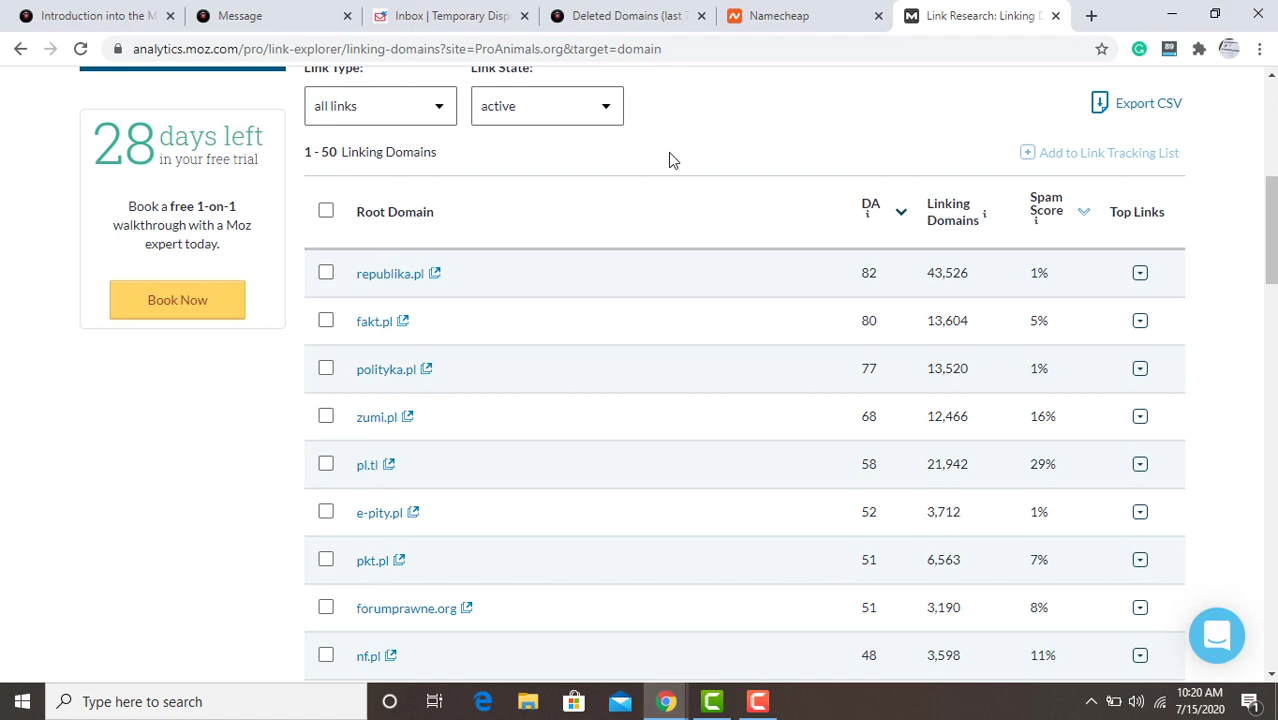 Introduction into the M
Message
Inbox | Temporary Disp
Deleted Domains (last 7
Namecheap
Link Research: Linking D
analytics.moz.com/pro/link-explorer/linking-domains?site=ProAnimals.org&target=domain
89
Link Type:
Link State:
all links
active
Export CSV
28 days left
in your free trial
1 - 50 Linking Domains
Add to Link Tracking List
Book a free 1-on-1
walkthrough with a Moz
expert today.
Book Now
Root Domain
DA
Linking
Domains
Spam
Score
Top Links
republika.pl 82 43,526 1%
fakt.pl 80 13,604 5%
polityka.pl 77 13,520 1%
zumi.pl 68 12,466 16%
pl.tl 58 21,942 29%
e-pity.pl 52 3,712 1%
pkt.pl 51 6,563 7%
forumprawne.org 51 3,190 8%
nf.pl 48 3,598 11%
Type here to search
10:20 AM
7/15/2020
1